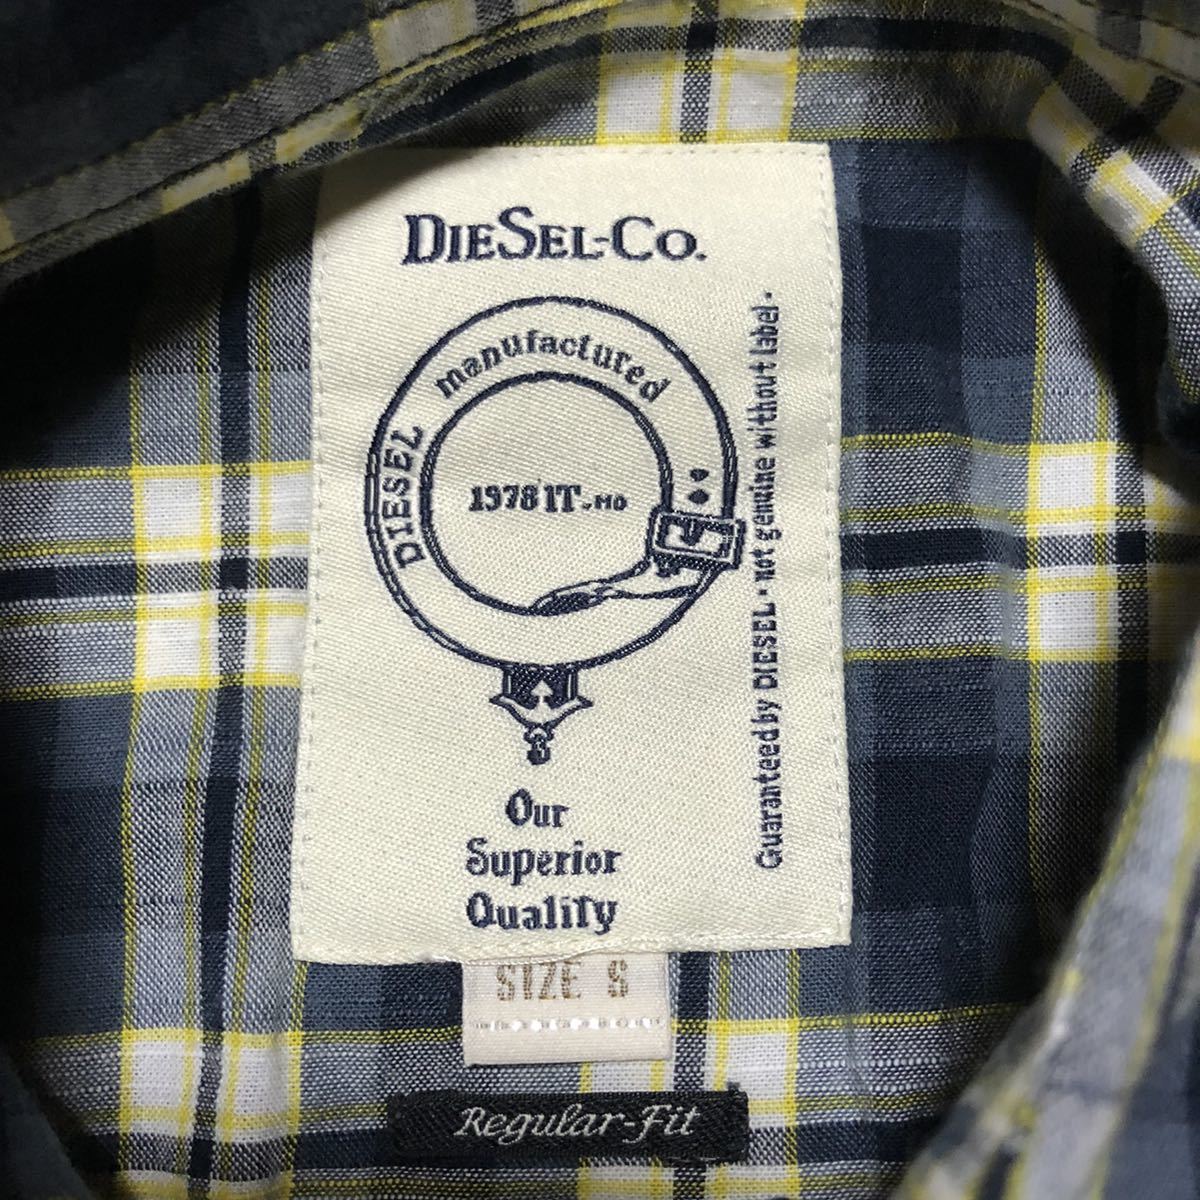 DIESEL-Co.
DIESEL manufactured
1978 IT-MO
Our
Superior
Quality
Guaranteed by DIESEL · not genuine without label ·
SIZE S
Regular-Fit